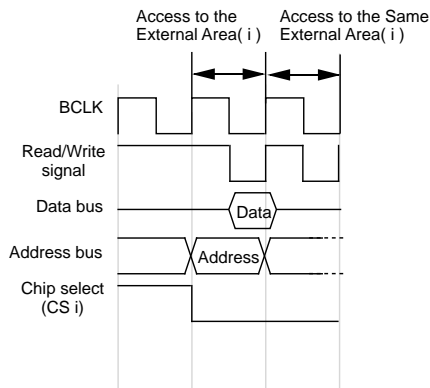 Access to the
External Area( i )
Access to the Same
External Area( i )
BCLK
Read/Write
signal
Data bus
Data
Address bus
Address
Chip select
(CS i)